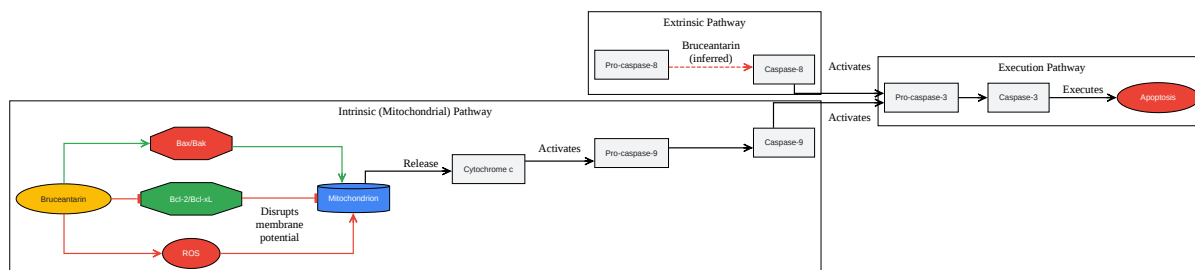 Extrinsic Pathway
Pro-caspase-8
Bruceantarin
(inferred)
Caspase-8
Activates
Execution Pathway
Pro-caspase-3
Caspase-3
Executes
Apoptosis
Activates
Intrinsic (Mitochondrial) Pathway
Bax/Bak
Bruceantarin
Bcl-2/Bcl-xL
Disrupts
membrane
potential
ROS
Mitochondrion
Release
Cytochrome c
Activates
Pro-caspase-9
Caspase-9